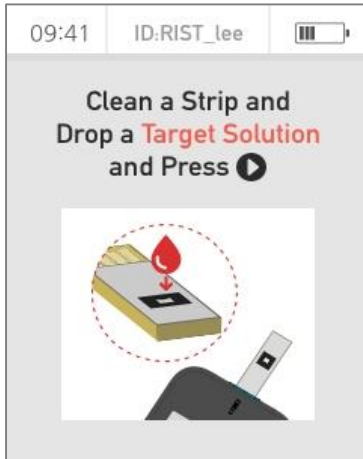 09:41 ID:RIST_lee
Clean a Strip and
Drop a Target Solution
and Press